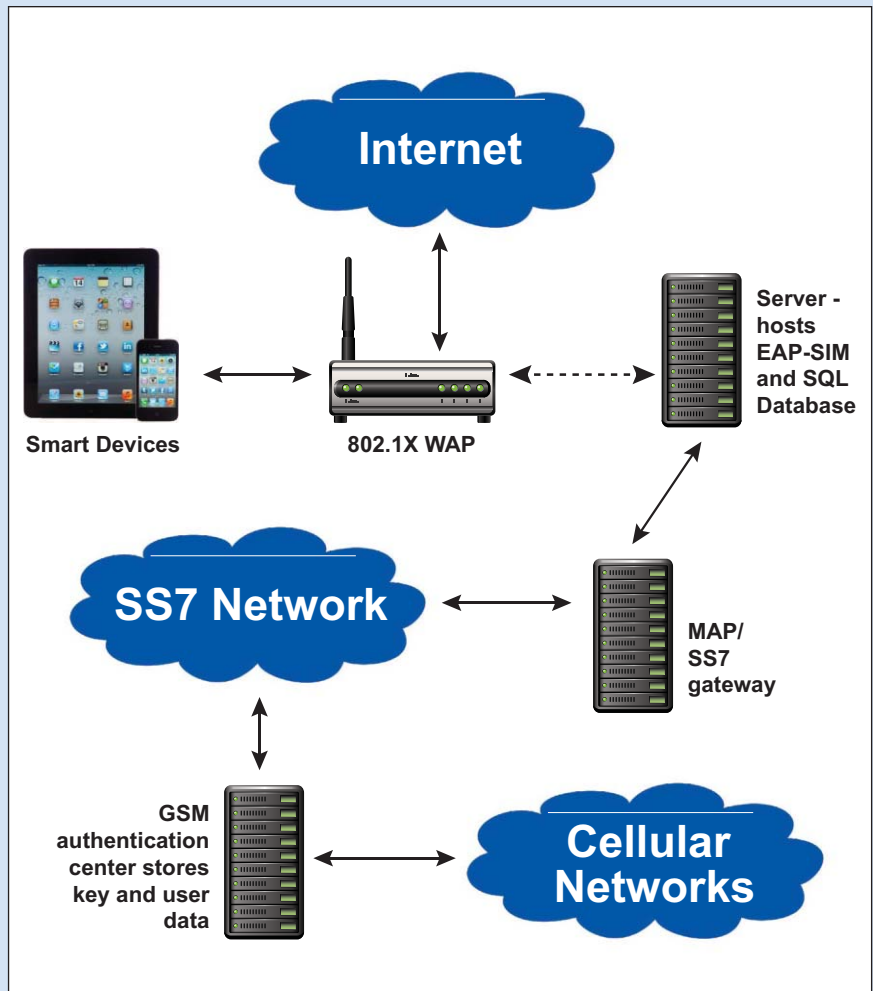 Internet
Server -
hosts
EAP-SIM
and SQL
Database
Smart Devices
802.1X WAP
SS7 Network
MAP/
SS7
gateway
GSM
authentication
center stores
key and user
data
Cellular
Networks